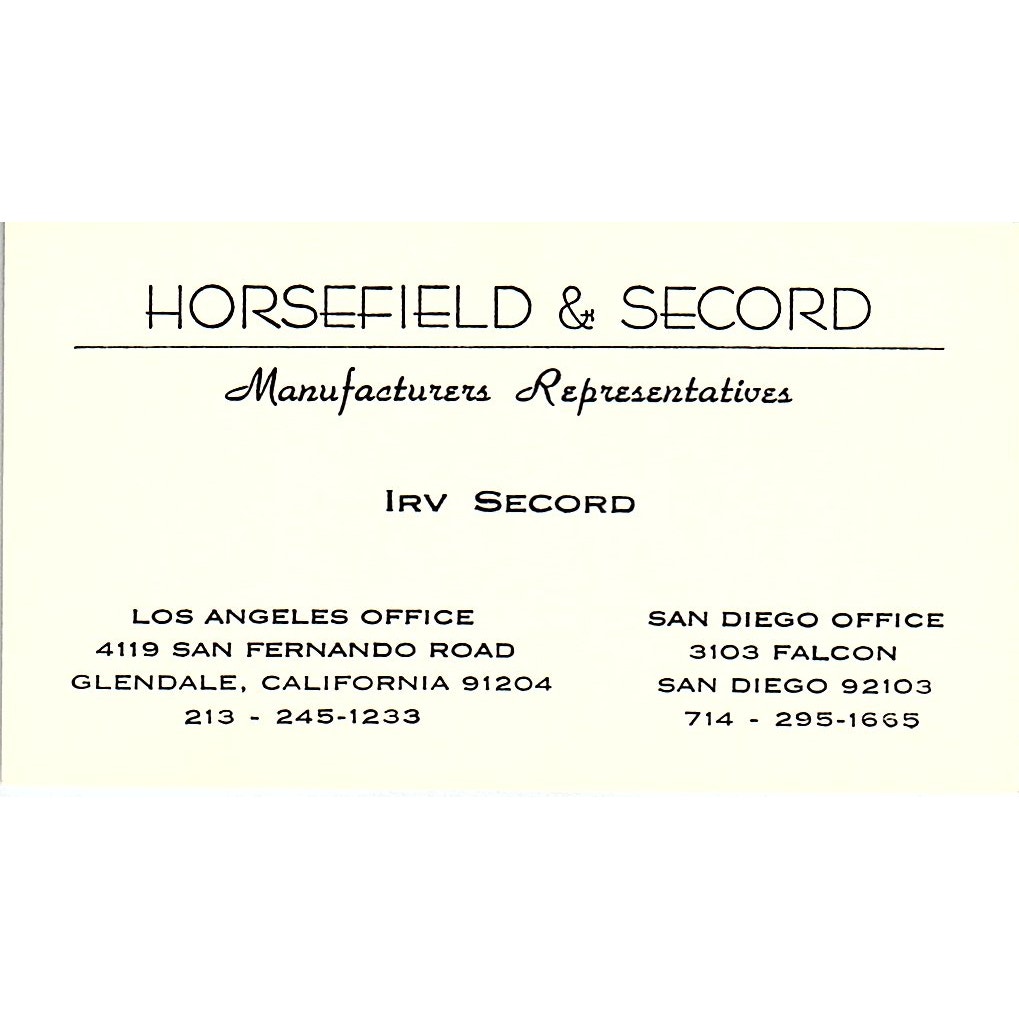 HORSEFIELD & SECORD
Manufacturers Representatives
IRV SECORD
LOS ANGELES OFFICE
4119 SAN FERNANDO ROAD
GLENDALE, CALIFORNIA 91204
213 - 245-1233
SAN DIEGO OFFICE
3103 FALCON
SAN DIEGO 92103
714 - 295-1665